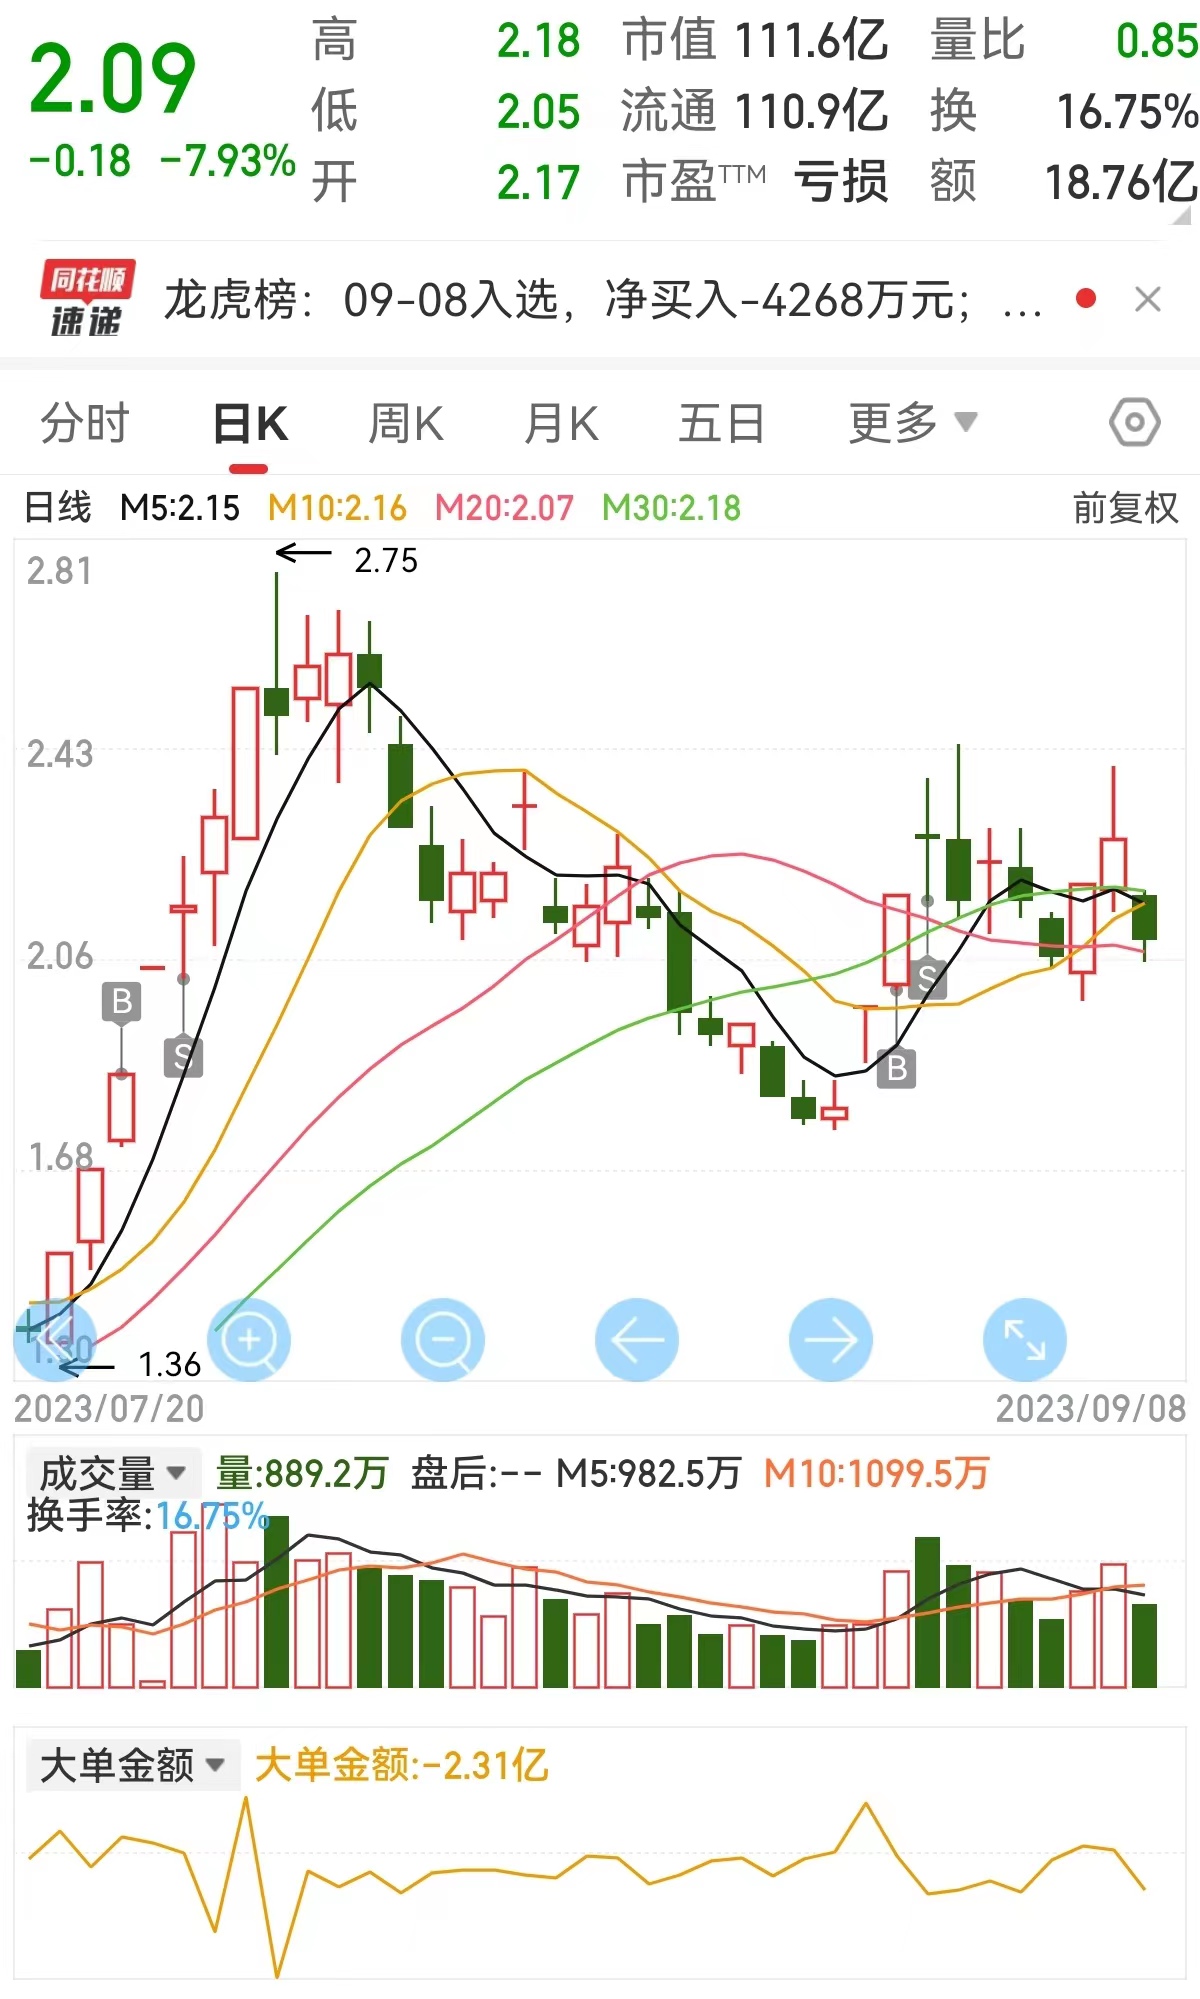 2.09
-0.18 -7.93%
高 2.18 市值 111.6亿 量比 0.85
低 2.05 流通 110.9亿 换 16.75%
开 2.17 市盈TTM 亏损 额 18.76亿
同花顺
速递
龙虎榜：09-08入选，净买入-4268万元；...
分时 日K 周K 月K 五日 更多
日线 M5:2.15 M10:2.16 M20:2.07 M30:2.18 前复权
2.81
2.75
2.43
2.06
B
S
S
B
1.68
1.30
1.36
2023/07/20 2023/09/08
成交量 量:889.2万 盘后:-- M5:982.5万 M10:1099.5万
换手率:16.75%
大单金额 大单金额:-2.31亿